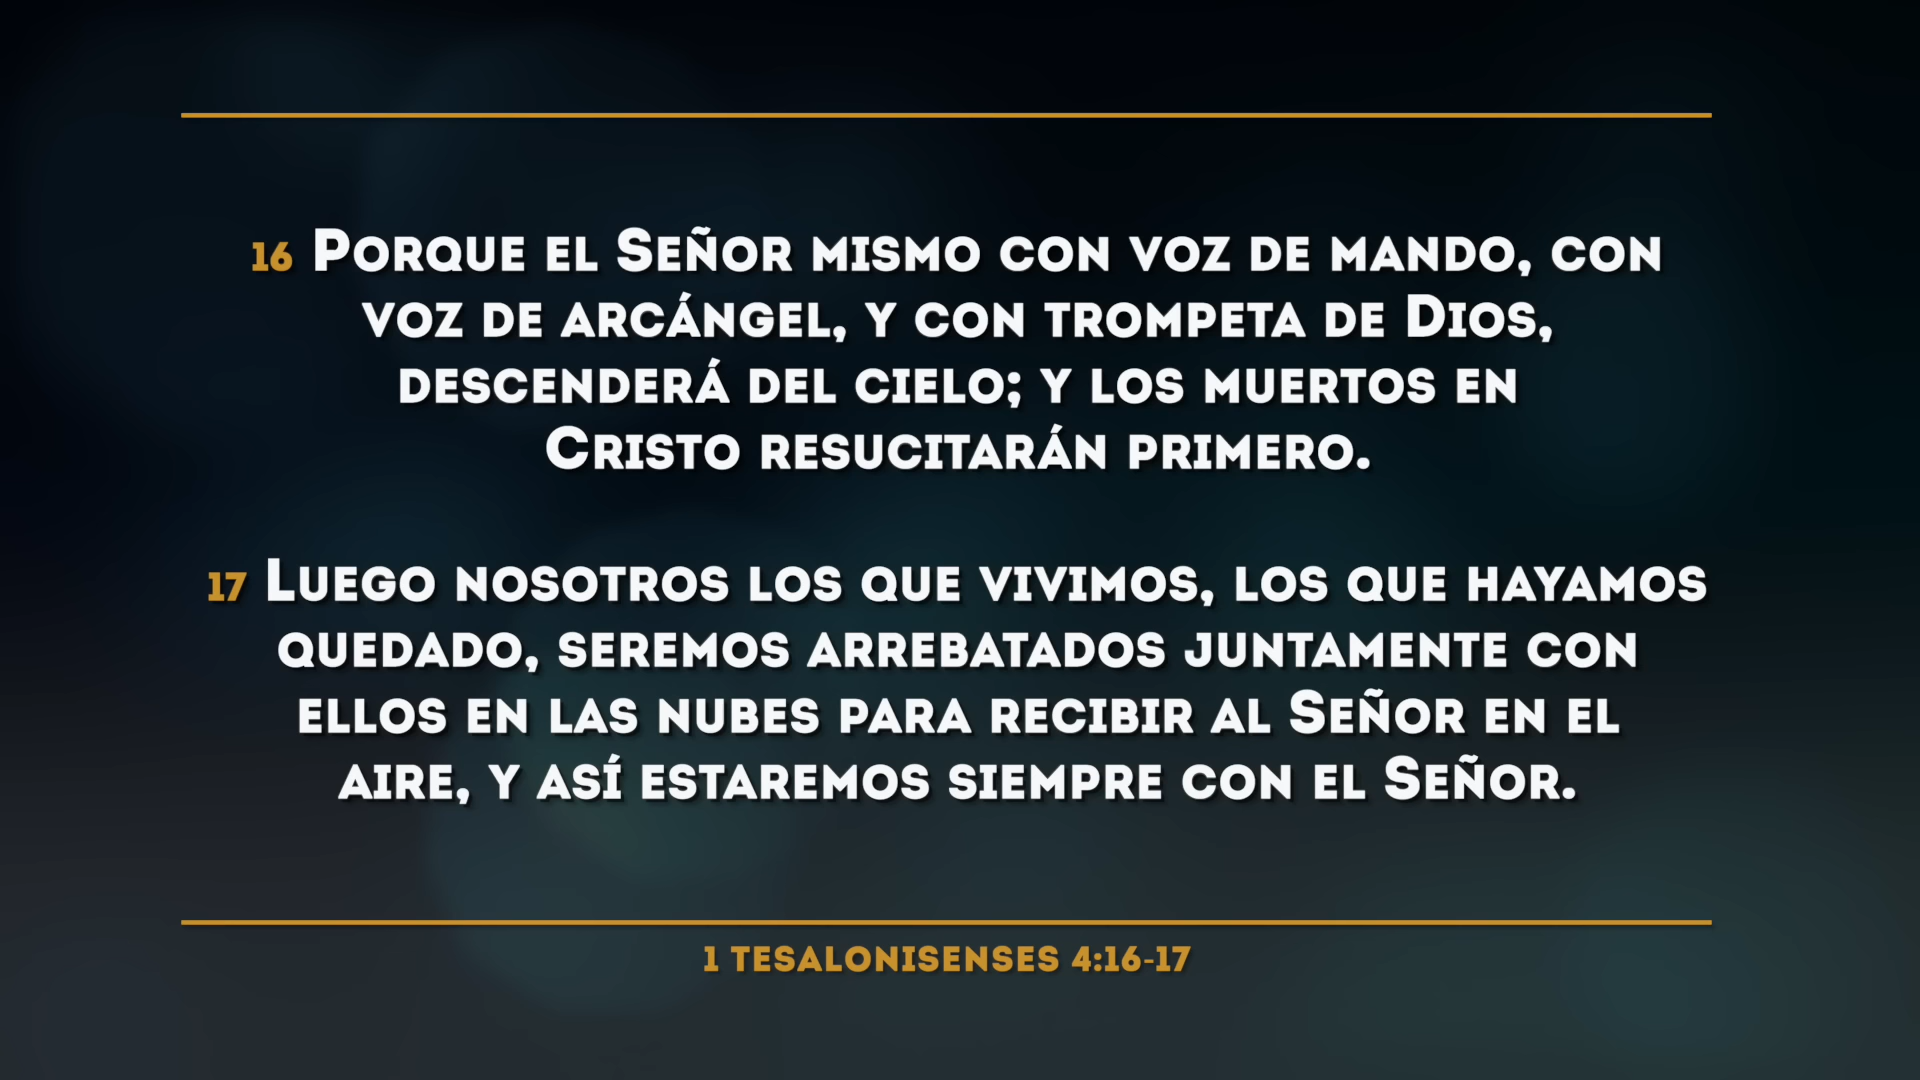 16 Porque el Señor mismo con voz de mando, con
voz de arcángel, y con trompeta de Dios,
descenderá del cielo; y los muertos en
Cristo resucitarán primero.
17 Luego nosotros los que vivimos, los que hayamos
quedado, seremos arrebatados juntamente con
ellos en las nubes para recibir al Señor en el
aire, y así estaremos siempre con el Señor.
1 TESALONISENSES 4:16-17